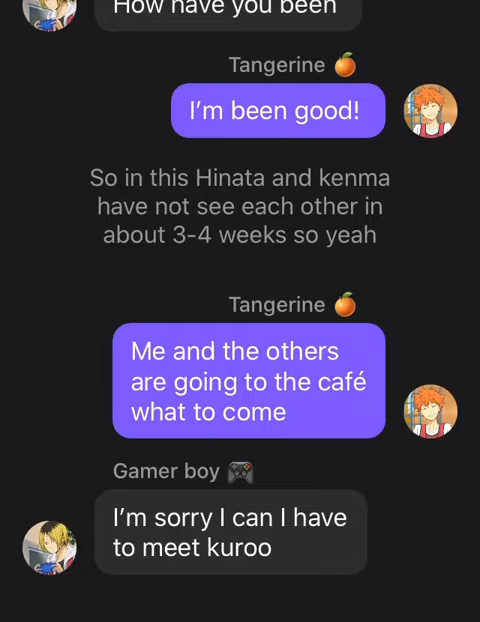 How have you been
Tangerine 🍊
I’m been good!
So in this Hinata and kenma
have not see each other in
about 3-4 weeks so yeah
Tangerine 🍊
Me and the others
are going to the café
what to come
Gamer boy 🎮
I’m sorry I can I have
to meet kuroo